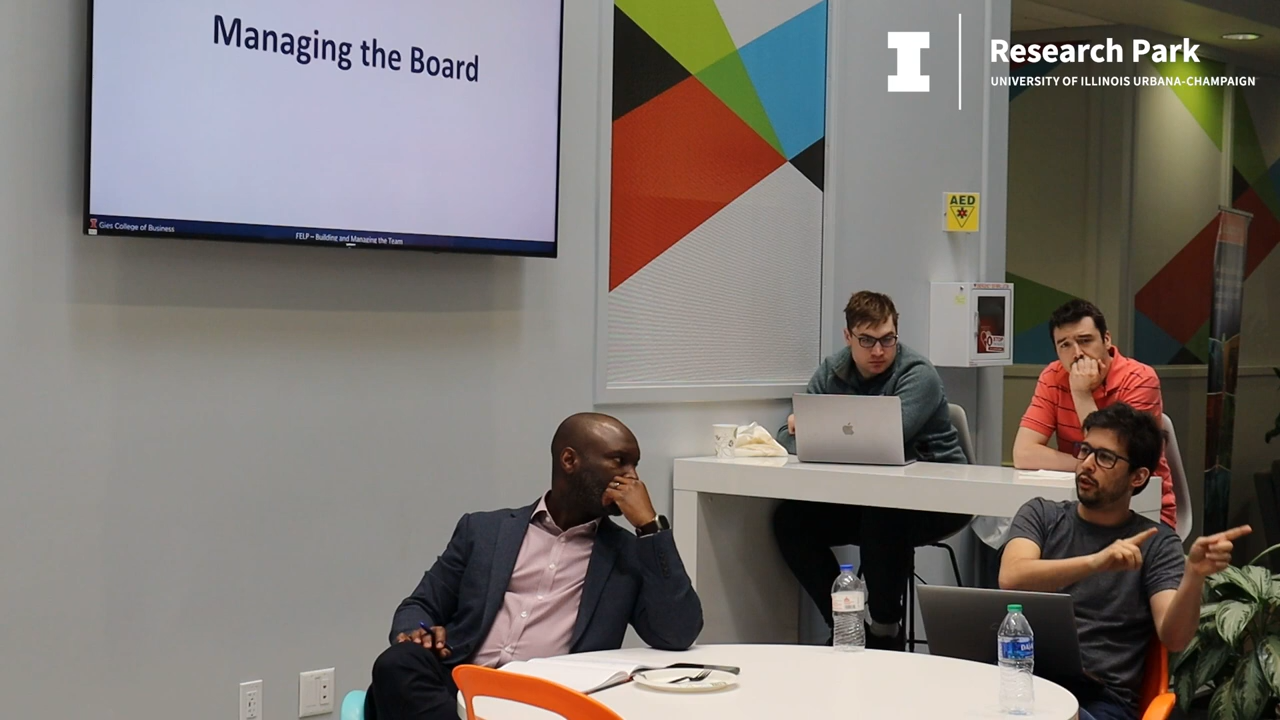 Managing the Board
Gies College of Business
FELP – Building and Managing the Team
I
Research Park
UNIVERSITY OF ILLINOIS URBANA-CHAMPAIGN
AED